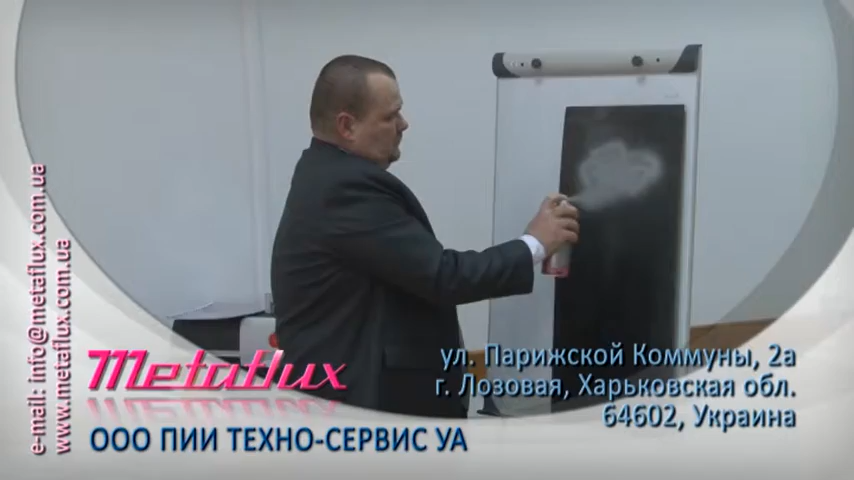 e-mail: info@metaflux.com.ua
www.metaflux.com.ua
Metaflux
ООО ПИИ ТЕХНО-СЕРВИС УА
ул. Парижской Коммуны, 2а
г. Лозовая, Харьковская обл.
64602, Украина